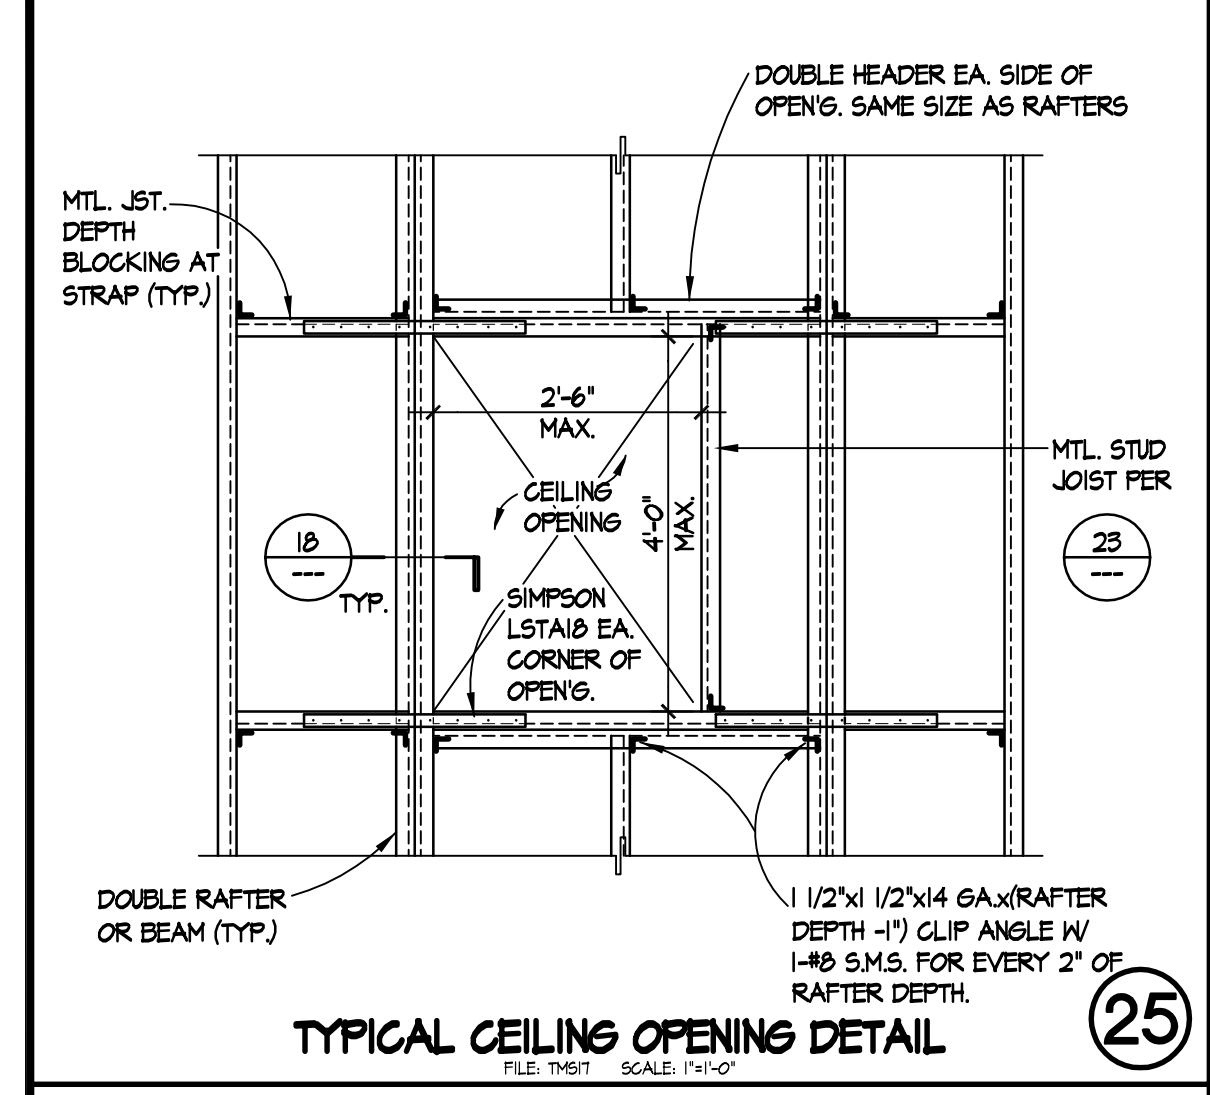 DOUBLE HEADER EA. SIDE OF
OPEN'G. SAME SIZE AS RAFTERS
MTL. JST.
DEPTH
BLOCKING AT
STRAP (TYP.)
2'-6"
MAX.
MTL. STUD
JOIST PER
CEILING
OPENING
4'-0"
MAX.
18
---
TYP.
23
---
SIMPSON
LSTA18 EA.
CORNER OF
OPEN'G.
DOUBLE RAFTER
OR BEAM (TYP.)
1 1/2"x1 1/2"x14 GA.x(RAFTER
DEPTH -1") CLIP ANGLE W/
1-#8 S.M.S. FOR EVERY 2" OF
RAFTER DEPTH.
TYPICAL CEILING OPENING DETAIL
25
FILE: TMS17 SCALE: 1"=1'-0"